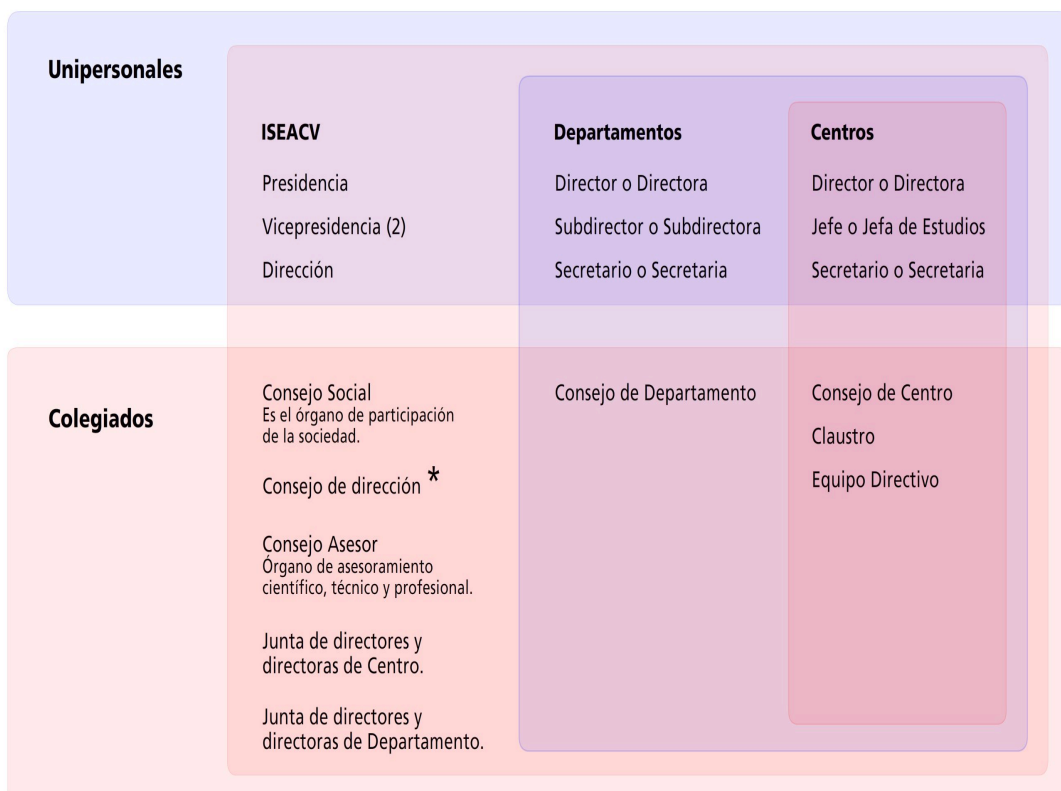 Unipersonales
ISEACV
Presidencia
Vicepresidencia (2)
Dirección
Departamentos
Director o Directora
Subdirector o Subdirectora
Secretario o Secretaria
Centros
Director o Directora
Jefe o Jefa de Estudios
Secretario o Secretaria
Colegiados
Consejo Social
Es el órgano de participación
de la sociedad.
Consejo de dirección *
Consejo Asesor
Órgano de asesoramiento
científico, técnico y profesional.
Junta de directores y
directoras de Centro.
Junta de directores y
directoras de Departamento.
Consejo de Departamento
Consejo de Centro
Claustro
Equipo Directivo